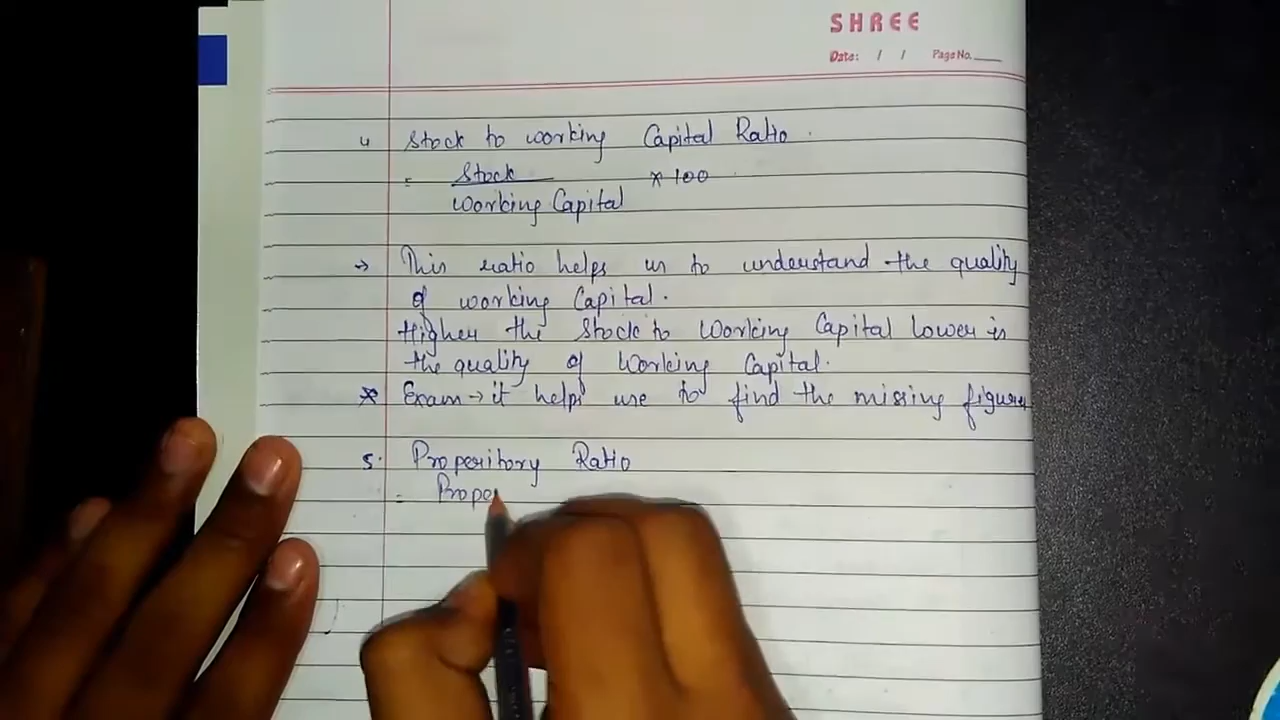 SHREE
Date: / / Page No.
4 Stock to working Capital Ratio.
= Stock × 100
Working Capital
→ This ratio helps us to understand the quality
of working Capital.
Higher the Stock to Working Capital lower is
the quality of Working Capital.
* Exam → it helps use to find the missing figures
5. Properitory Ratio
= Prope